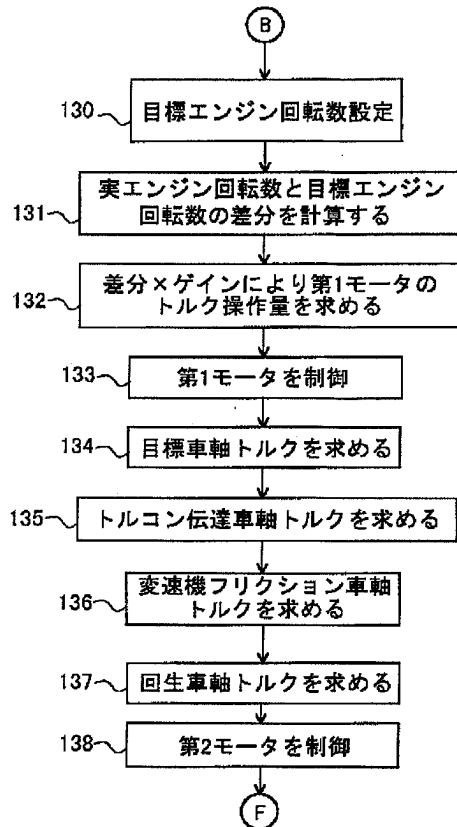 B
130
目標エンジン回転数設定
131
実エンジン回転数と目標エンジン
回転数の差分を計算する
132
差分×ゲインにより第1モータの
トルク操作量を求める
133
第1モータを制御
134
目標車軸トルクを求める
135
トルコン伝達車軸トルクを求める
136
変速機フリクション車軸
トルクを求める
137
回生車軸トルクを求める
138
第2モータを制御
F